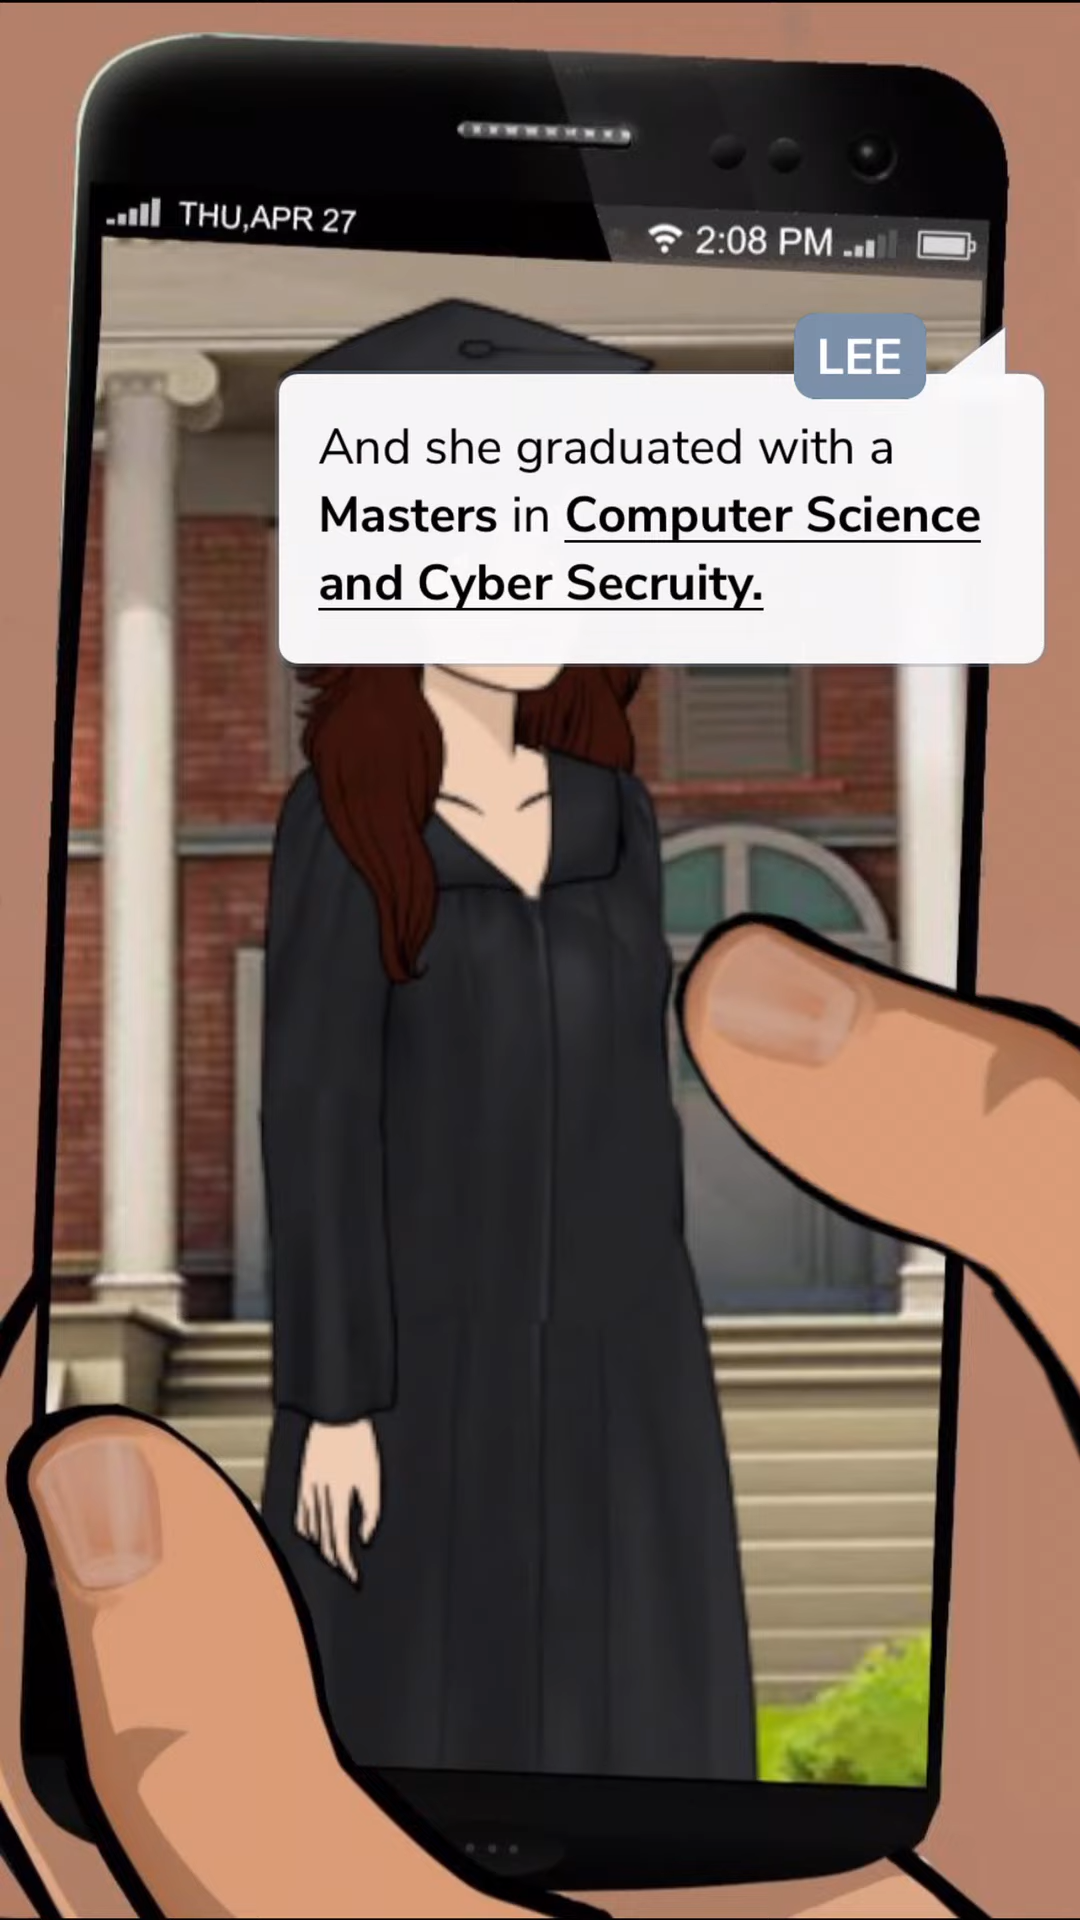 THU,APR 27
2:08 PM
LEE
And she graduated with a
Masters in Computer Science
and Cyber Secruity.